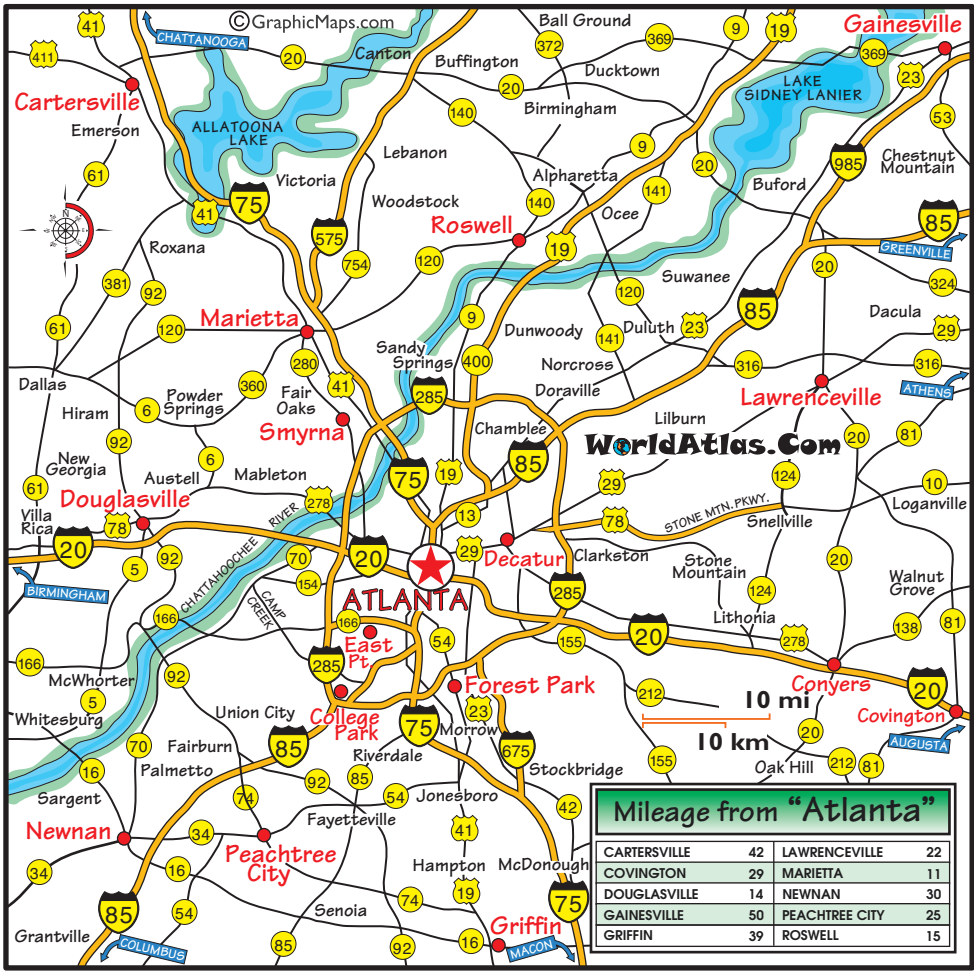 © GraphicMaps.com
41
CHATTANOOGA
411
20
Canton
Buffington
Ball Ground
372
369
9
19
Gainesville
369
23
Cartersville
Emerson
ALLATOONA
LAKE
140
20
Ducktown
Birmingham
LAKE
SIDNEY LANIER
53
61
Victoria
Lebanon
9
20
985
Chestnut
Mountain
41
75
Woodstock
Alpharetta
140
141
Buford
N
Roxana
575
754
Roswell
120
Ocee
19
85
GREENVILLE
381
92
Suwanee
20
324
61
120
Marietta
9
120
85
Dacula
280
Sandy
Springs
400
Dunwoody
141
Duluth
23
29
Dallas
360
41
Norcross
316
316
ATHENS
Hiram
6
Powder
Springs
Fair
Oaks
285
Doraville
Lawrenceville
92
Smyrna
Chamblee
Lilburn
WorldAtlas.Com
20
81
New
Georgia
6
75
19
85
61
Austell
Mableton
278
29
124
10
Douglasville
Villa
Rica
78
RIVER
13
78
STONE MTN. PKWY.
Snellville
Loganville
20
5
92
CHATTAHOOCHEE
70
20
29
Decatur
Clarkston
Stone
Mountain
20
BIRMINGHAM
154
CAMP
CREEK
ATLANTA
285
124
Walnut
Grove
166
166
East
Pt.
54
155
20
Lithonia
278
138
81
166
McWhorter
92
285
Forest Park
212
Conyers
20
5
Whitesburg
Union City
College
Park
23
10 mi
Covington
70
85
75
Morrow
675
10 km
20
AUGUSTA
16
Palmetto
Fairburn
Riverdale
Stockbridge
155
Oak Hill
212
81
Sargent
74
92
85
54
Jonesboro
42
Newnan
34
Fayetteville
41
Peachtree
City
34
16
Hampton
McDonough
54
74
19
75
85
Senoia
Griffin
Grantville
COLUMBUS
85
92
16
MACON
Mileage from "Atlanta"
CARTERSVILLE 42 LAWRENCEVILLE 22
COVINGTON 29 MARIETTA 11
DOUGLASVILLE 14 NEWNAN 30
GAINESVILLE 50 PEACHTREE CITY 25
GRIFFIN 39 ROSWELL 15